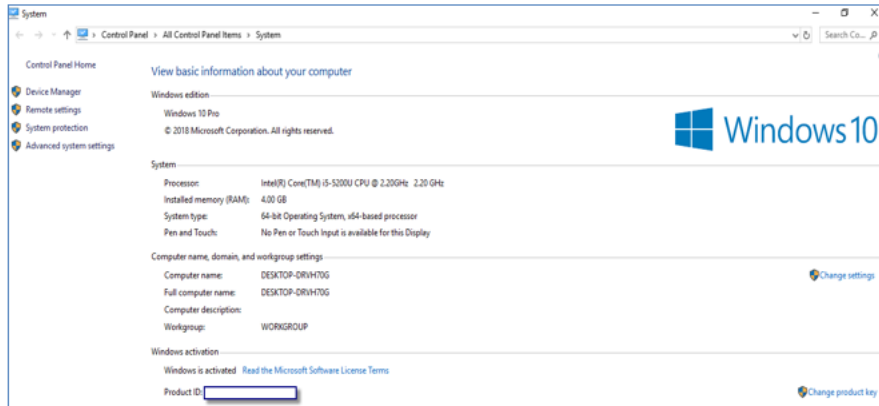 System
Control Panel > All Control Panel Items > System
Search Co...
Control Panel Home
Device Manager
Remote settings
System protection
Advanced system settings
View basic information about your computer
Windows edition
Windows 10 Pro
© 2018 Microsoft Corporation. All rights reserved.
Windows 10
System
Processor: Intel(R) Core(TM) i5-5200U CPU @ 2.20GHz 2.20 GHz
Installed memory (RAM): 4.00 GB
System type: 64-bit Operating System, x64-based processor
Pen and Touch: No Pen or Touch Input is available for this Display
Computer name, domain, and workgroup settings
Computer name: DESKTOP-DRVH70G
Change settings
Full computer name: DESKTOP-DRVH70G
Computer description:
Workgroup: WORKGROUP
Windows activation
Windows is activated Read the Microsoft Software License Terms
Product ID:
Change product key